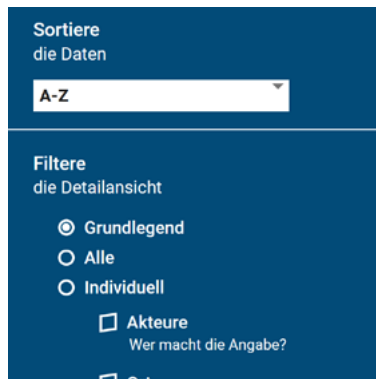 Sortiere
die Daten
A-Z
Filtere
die Detailansicht
Grundlegend
Alle
Individuell
Akteure
Wer macht die Angabe?